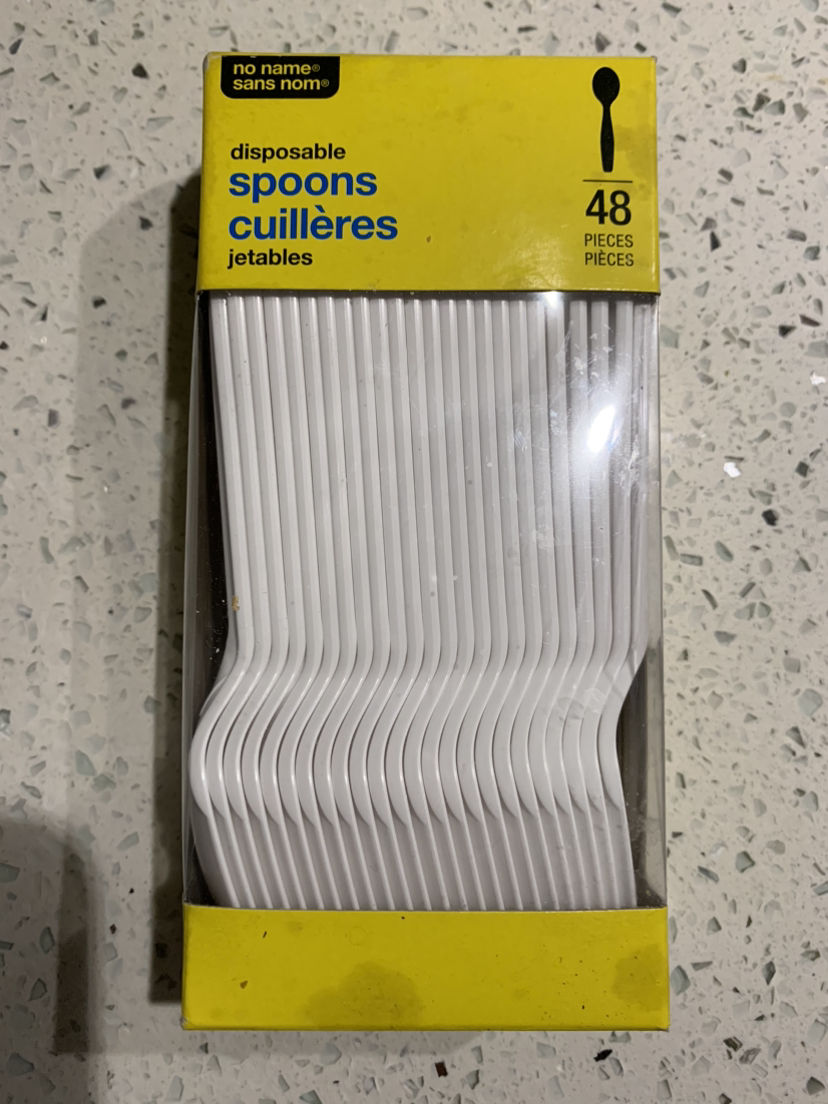 no name®
sans nom®
disposable
spoons
cuillères
jetables
48
PIECES
PIÈCES